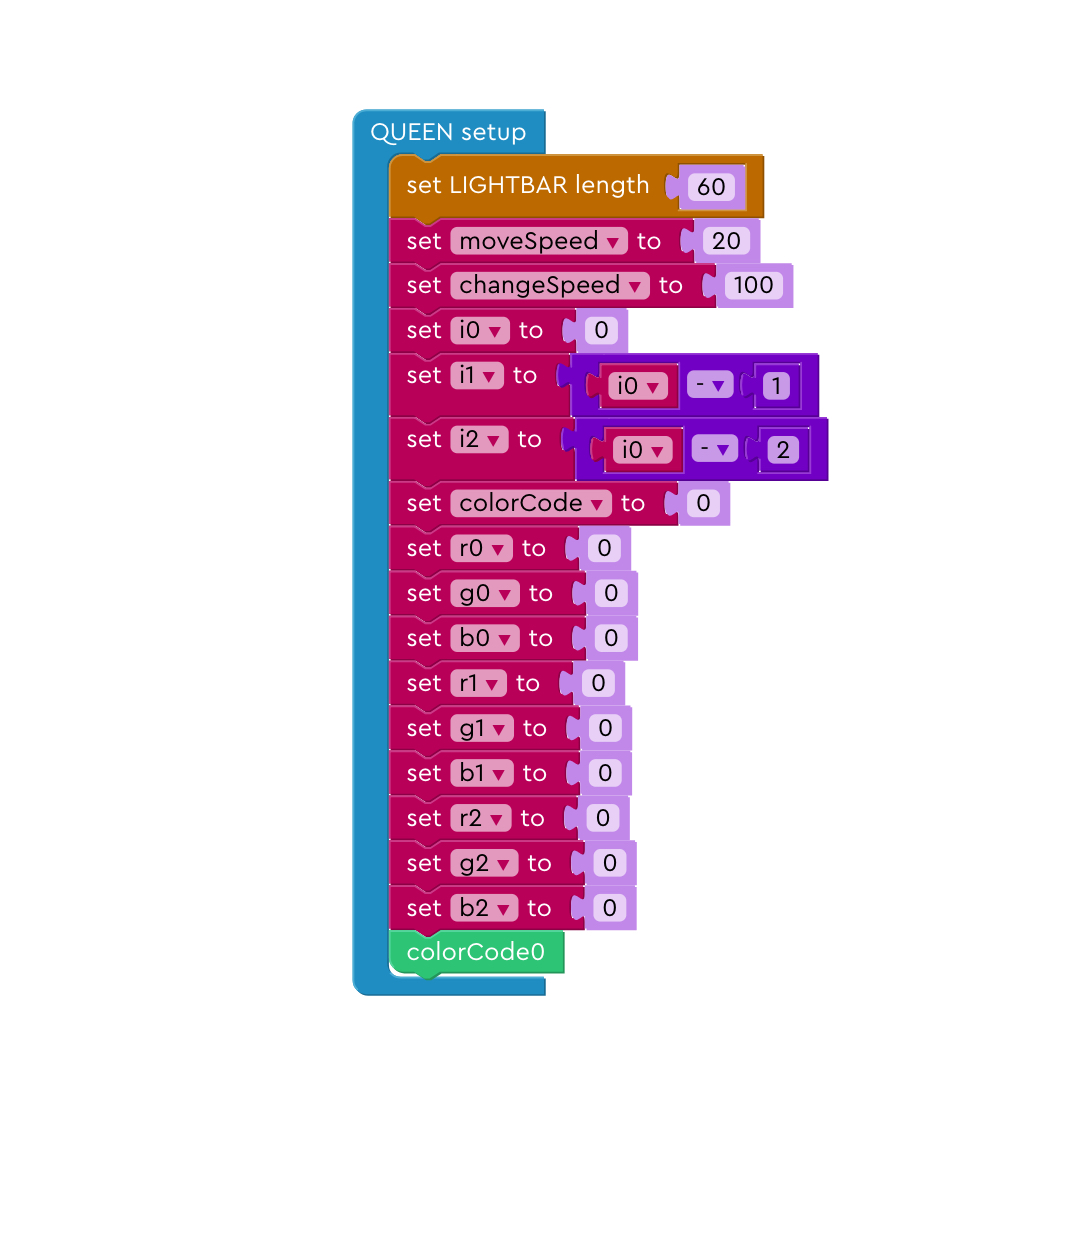 QUEEN setup
set LIGHTBAR length 60
set moveSpeed to 20
set changeSpeed to 100
set i0 to 0
set i1 to i0 - 1
set i2 to i0 - 2
set colorCode to 0
set r0 to 0
set g0 to 0
set b0 to 0
set r1 to 0
set g1 to 0
set b1 to 0
set r2 to 0
set g2 to 0
set b2 to 0
colorCode0